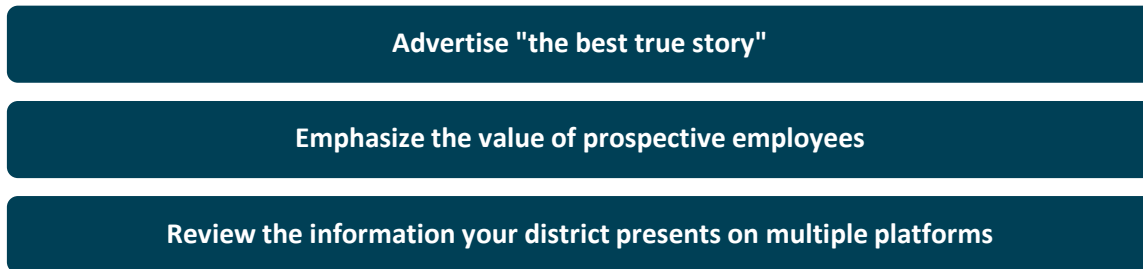 Advertise "the best true story"
Emphasize the value of prospective employees
Review the information your district presents on multiple platforms